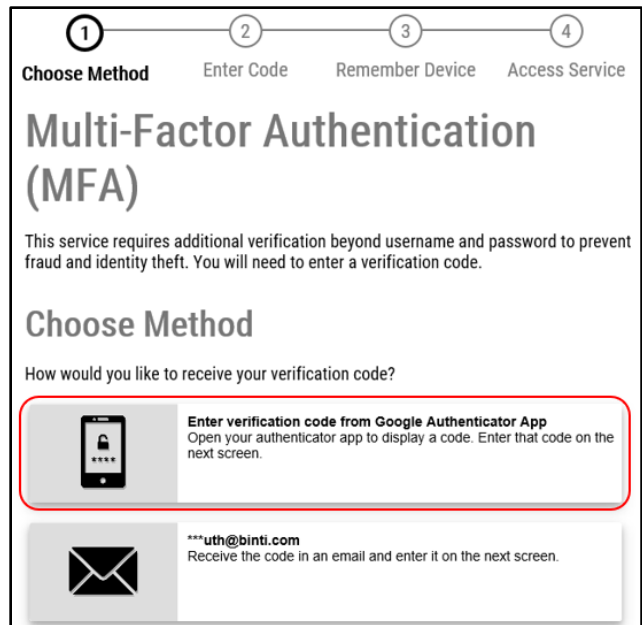 1 2 3 4
Choose Method Enter Code Remember Device Access Service
Multi-Factor Authentication
(MFA)
This service requires additional verification beyond username and password to prevent
fraud and identity theft. You will need to enter a verification code.
Choose Method
How would you like to receive your verification code?
****
Enter verification code from Google Authenticator App
Open your authenticator app to display a code. Enter that code on the
next screen.
***uth@binti.com
Receive the code in an email and enter it on the next screen.